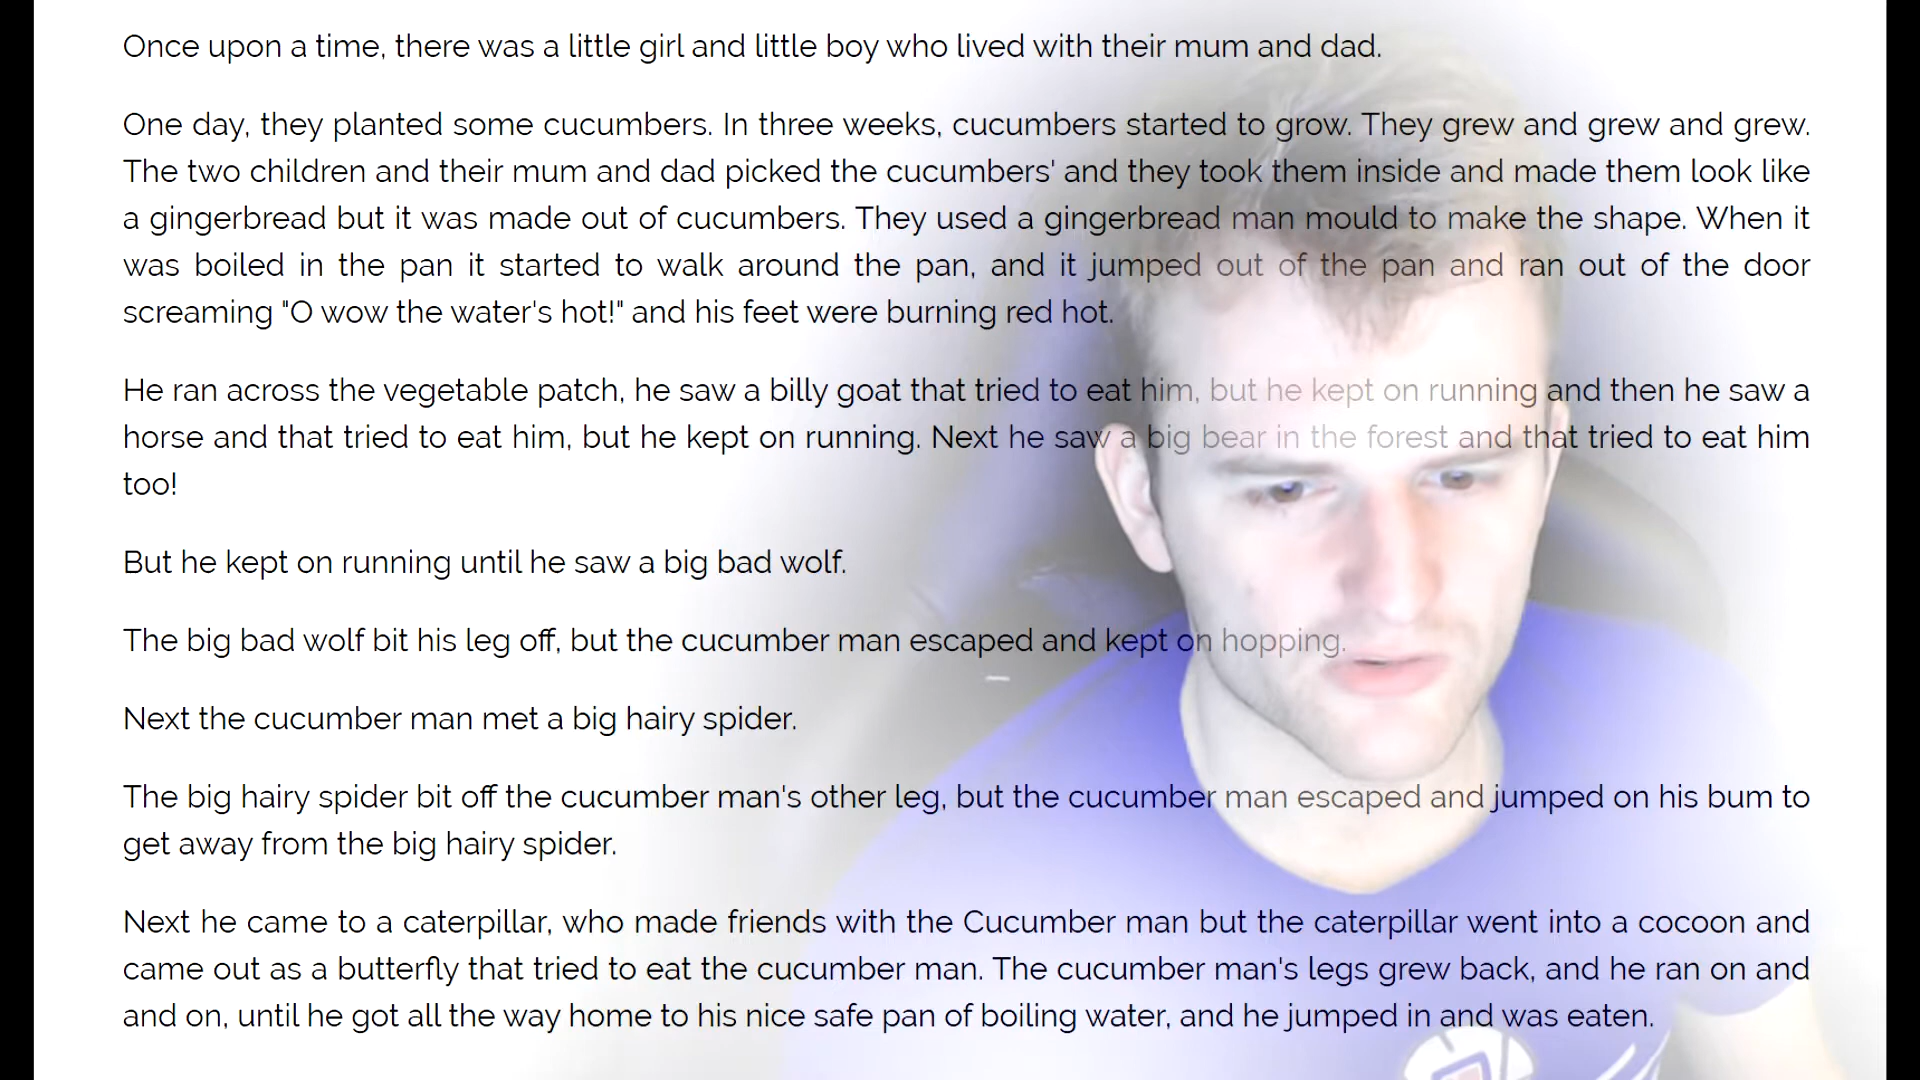 Once upon a time, there was a little girl and little boy who lived with their mum and dad.
One day, they planted some cucumbers. In three weeks, cucumbers started to grow. They grew and grew and grew.
The two children and their mum and dad picked the cucumbers' and they took them inside and made them look like
a gingerbread but it was made out of cucumbers. They used a gingerbread man mould to make the shape. When it
was boiled in the pan it started to walk around the pan, and it jumped out of the pan and ran out of the door
screaming "O wow the water's hot!" and his feet were burning red hot.
He ran across the vegetable patch, he saw a billy goat that tried to eat him, but he kept on running and then he saw a
horse and that tried to eat him, but he kept on running. Next he saw a big bear in the forest and that tried to eat him
too!
But he kept on running until he saw a big bad wolf.
The big bad wolf bit his leg off, but the cucumber man escaped and kept on hopping.
Next the cucumber man met a big hairy spider.
The big hairy spider bit off the cucumber man's other leg, but the cucumber man escaped and jumped on his bum to
get away from the big hairy spider.
Next he came to a caterpillar, who made friends with the Cucumber man but the caterpillar went into a cocoon and
came out as a butterfly that tried to eat the cucumber man. The cucumber man's legs grew back, and he ran on and
and on, until he got all the way home to his nice safe pan of boiling water, and he jumped in and was eaten.